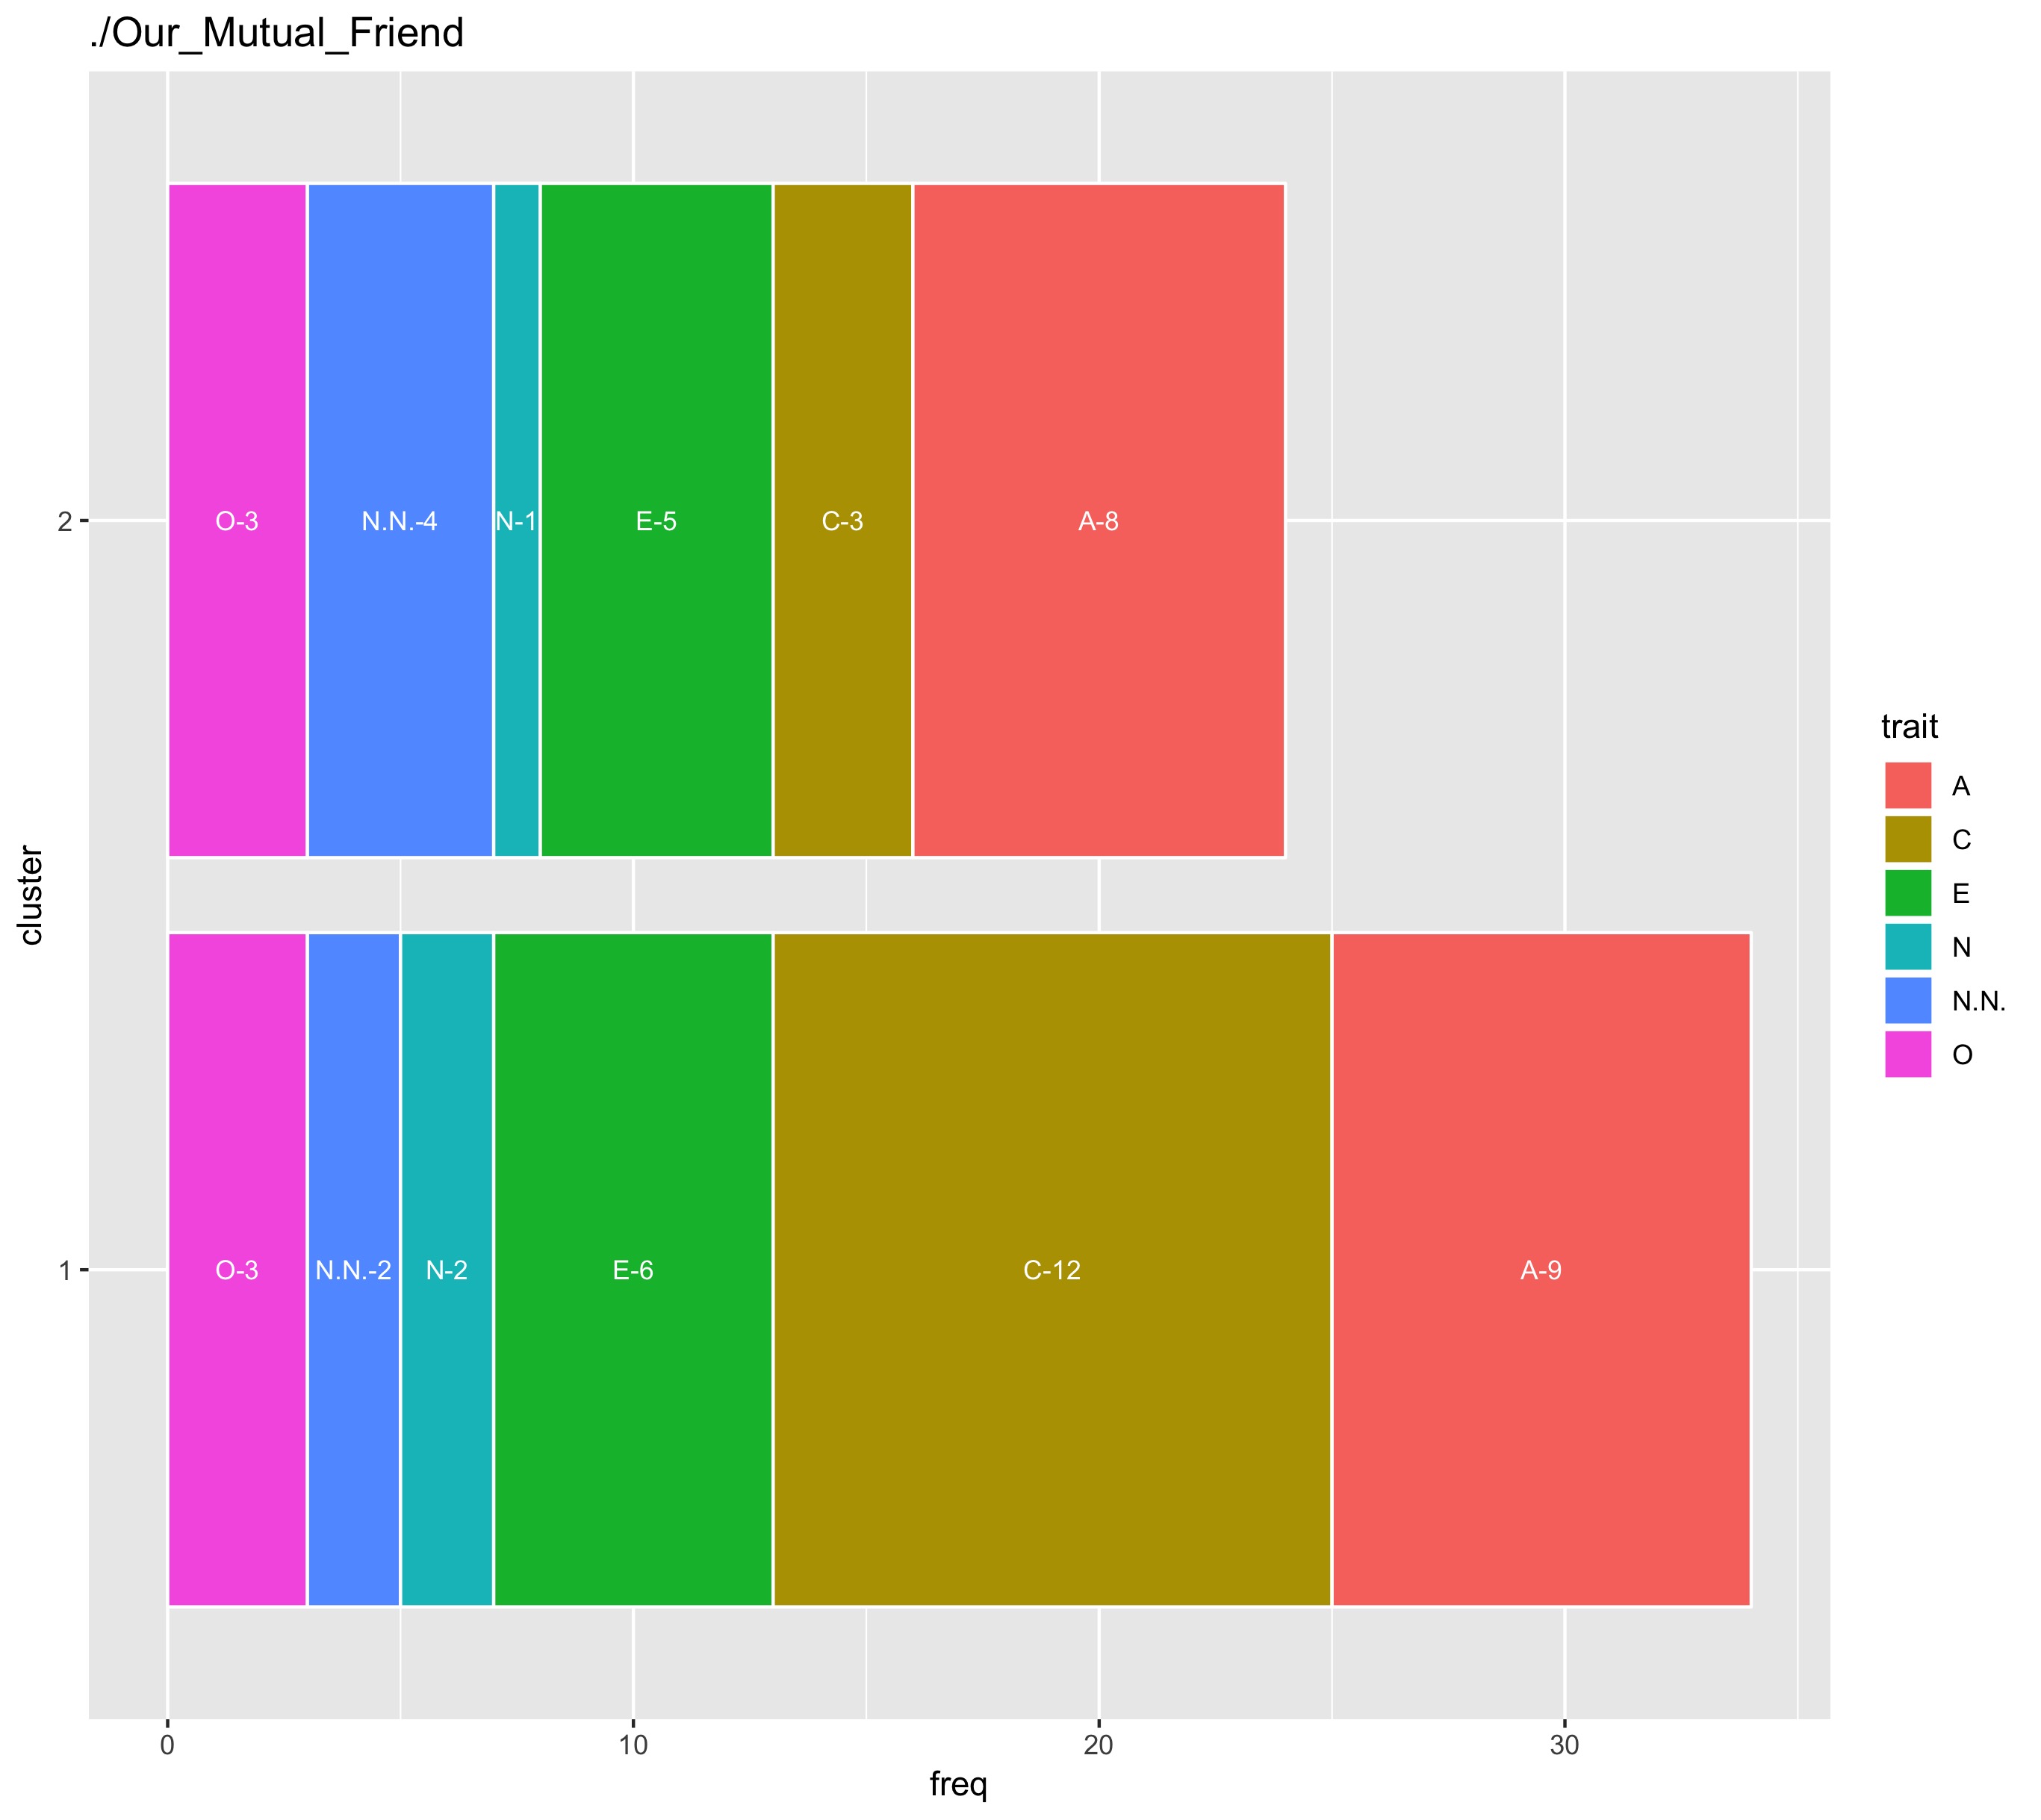 ./Our_Mutual_Friend
2
O-3 N.N.-4 N-1 E-5 C-3 A-8
cluster
1
O-3 N.N.-2 N-2 E-6 C-12 A-9
0 10 20 30
freq
trait
A
C
E
N
N.N.
O